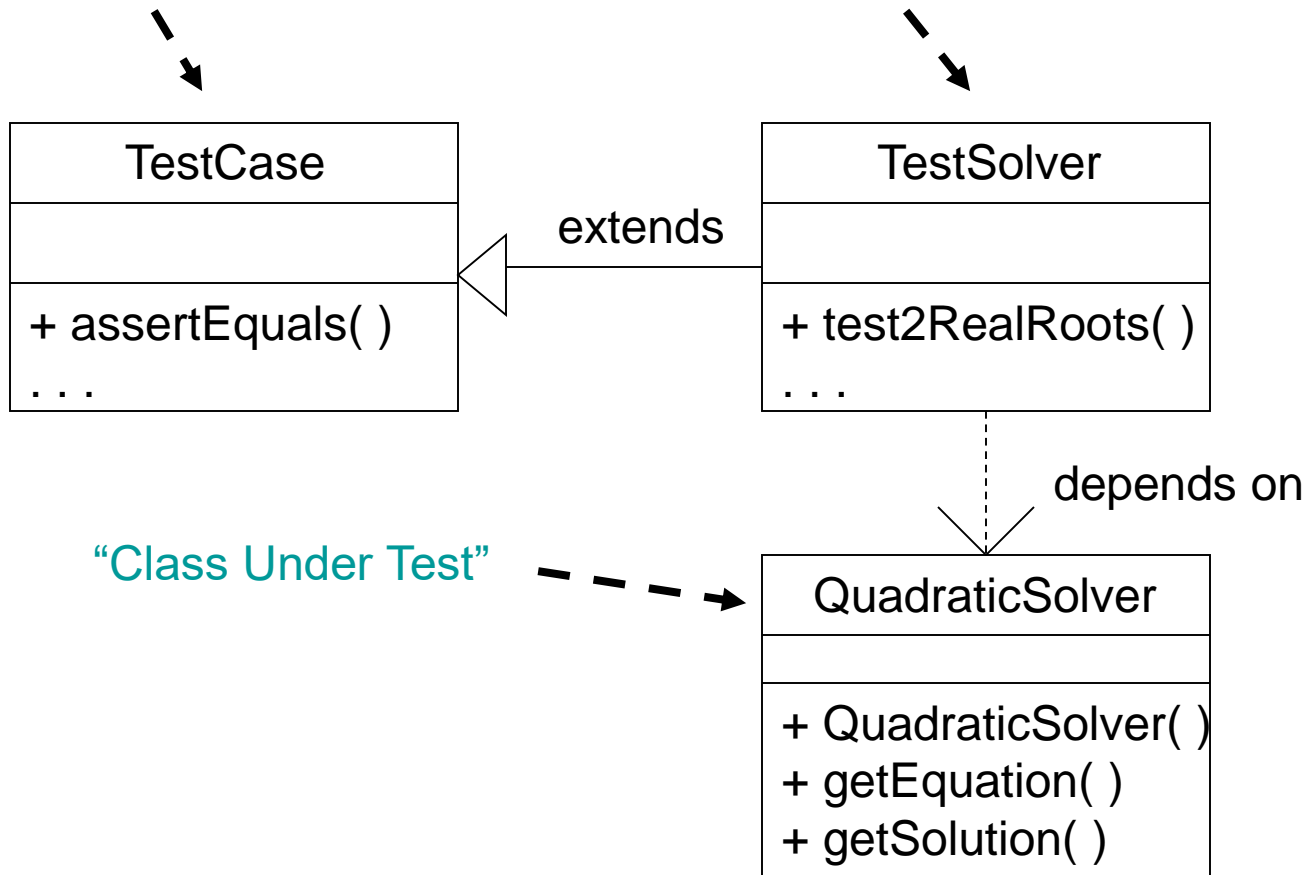 TestCase
+ assertEquals( )
. . .
extends
TestSolver
+ test2RealRoots( )
. . .
depends on
“Class Under Test”
QuadraticSolver
+ QuadraticSolver( )
+ getEquation( )
+ getSolution( )